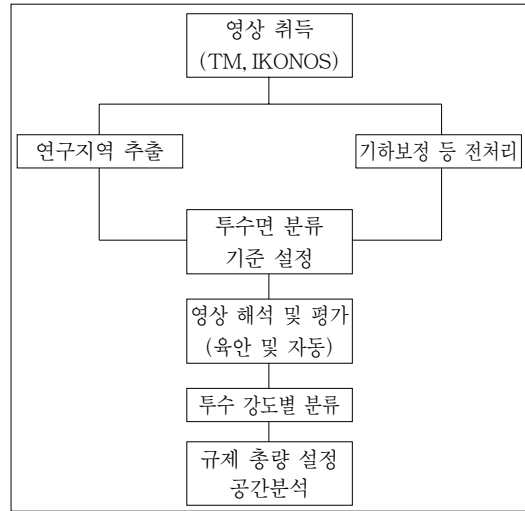 영상 취득
(TM, IKONOS)
연구지역 추출
기하보정 등 전처리
투수면 분류
기준 설정
영상 해석 및 평가
(육안 및 자동)
투수 강도별 분류
규제 총량 설정
공간분석